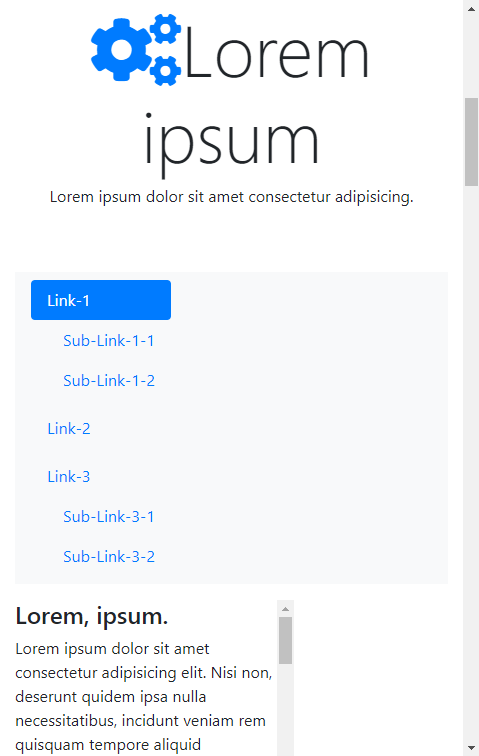 Lorem
ipsum
Lorem ipsum dolor sit amet consectetur adipisicing.
Link-1
Sub-Link-1-1
Sub-Link-1-2
Link-2
Link-3
Sub-Link-3-1
Sub-Link-3-2
Lorem, ipsum.
Lorem ipsum dolor sit amet
consectetur adipisicing elit. Nisi non,
deserunt quidem ipsa nulla
necessitatibus, incidunt veniam rem
quisquam tempore aliquid